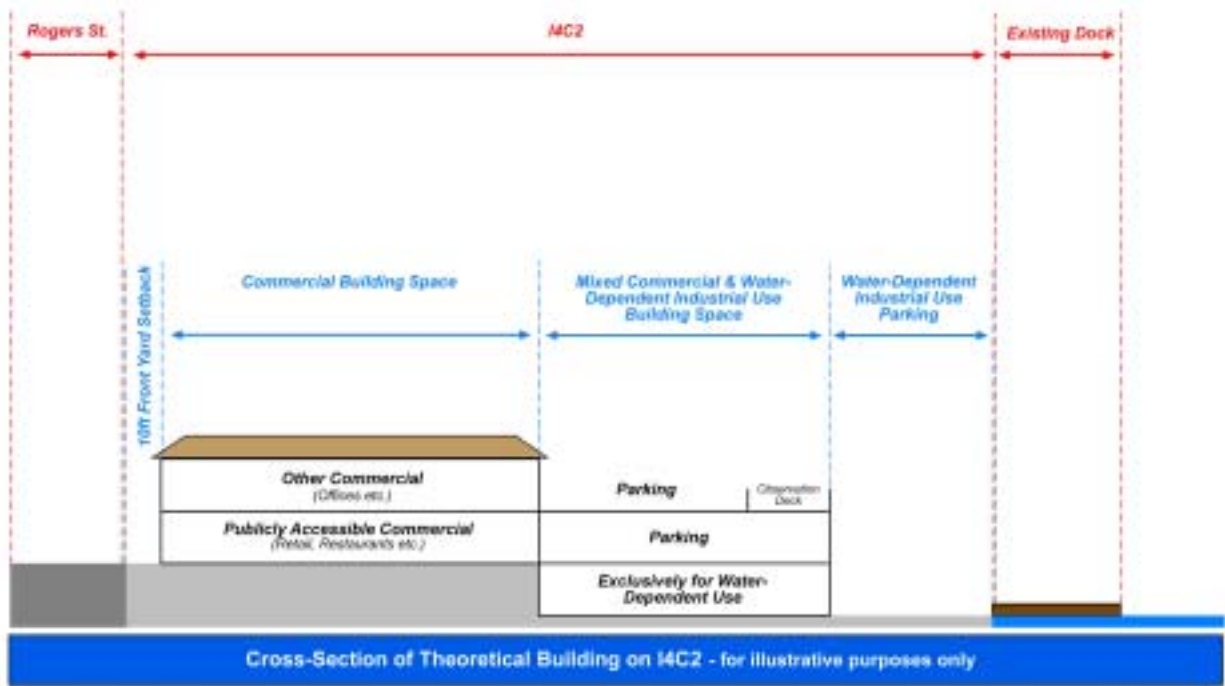 Rogers St.
I4C2
Existing Dock
10ft Front Yard Setback
Commercial Building Space
Mixed Commercial & Water-
Dependent Industrial Use
Building Space
Water-Dependent
Industrial Use
Parking
Other Commercial
(Offices etc.)
Parking
Observation
Deck
Publicly Accessible Commercial
(Retail, Restaurants etc.)
Parking
Exclusively for Water-
Dependent Use
Cross-Section of Theoretical Building on I4C2 - for illustrative purposes only